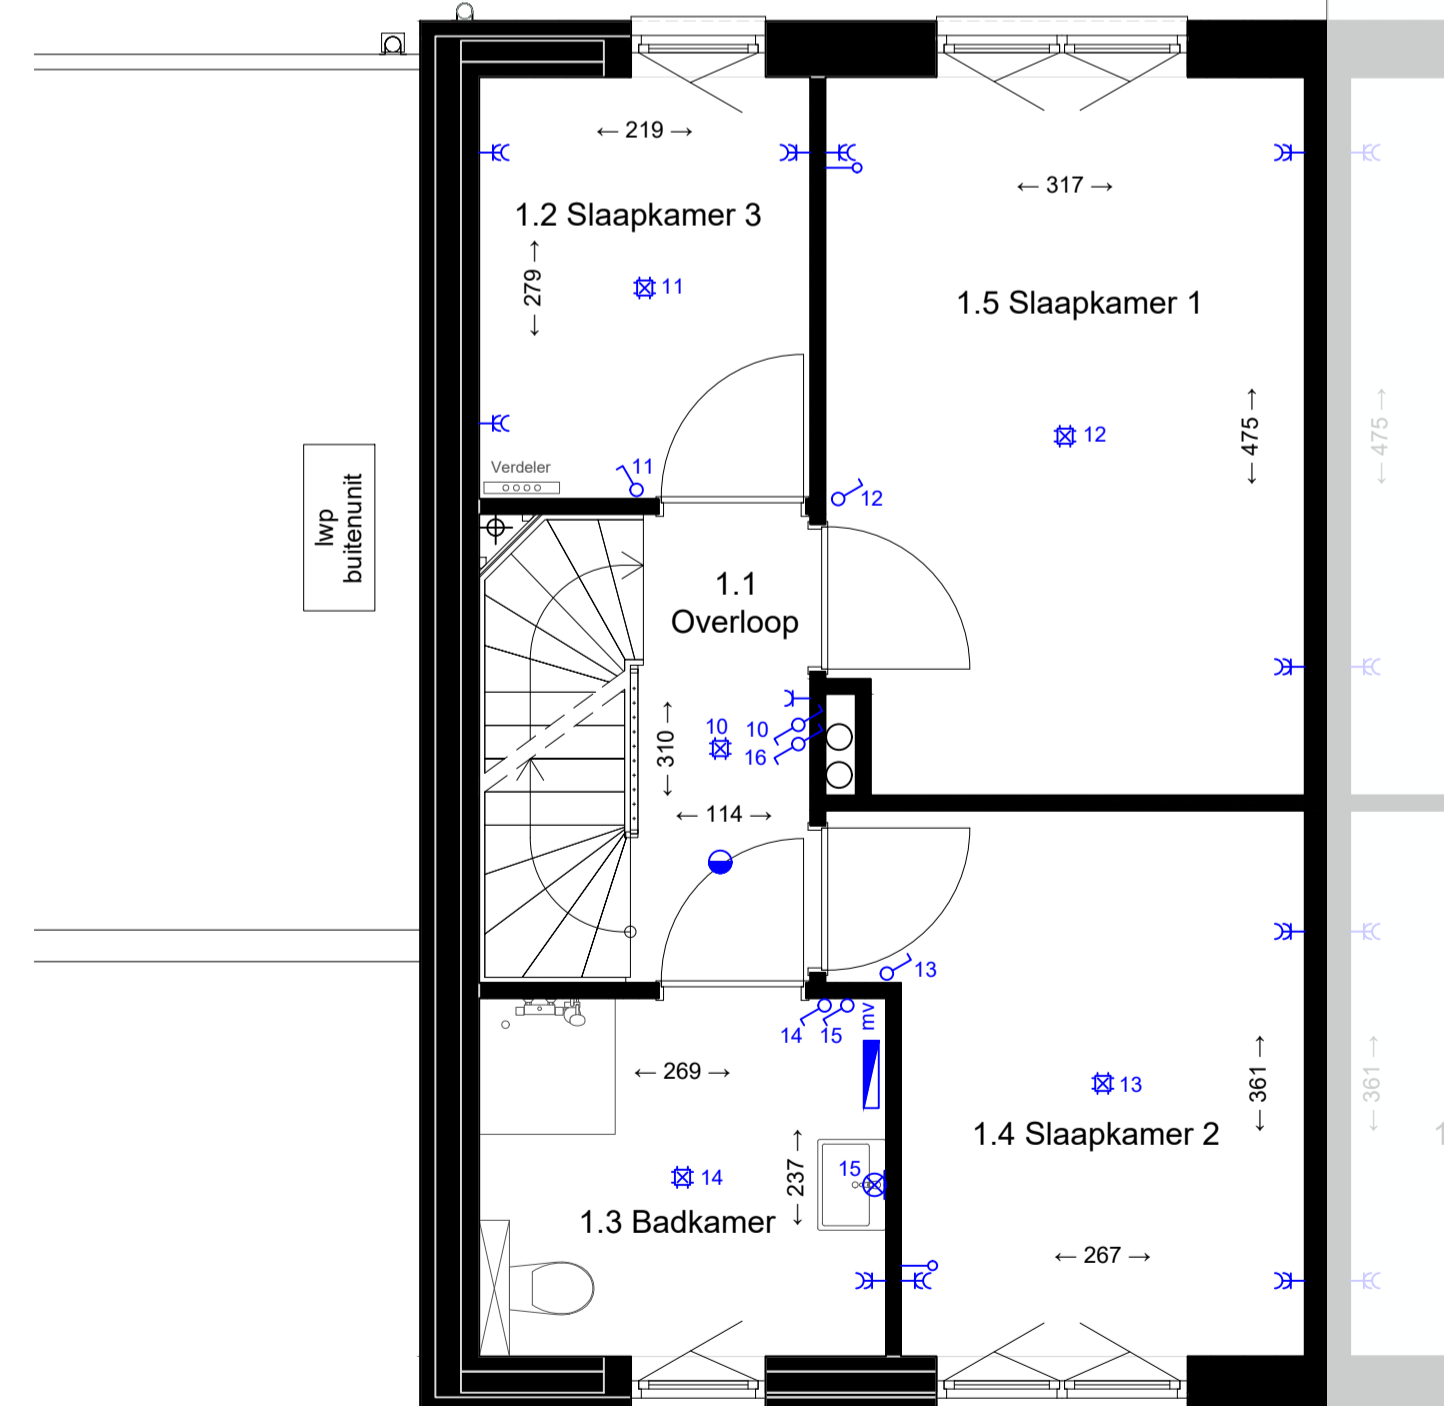 ← 219 →
← 317 →
1.2 Slaapkamer 3
← 279 →
11
1.5 Slaapkamer 1
← 475 →
← 475 →
12
Verdeler
11
12
lwp
buitenunit
1.1
Overloop
10
10
16
← 310 →
← 114 →
13
14
15
mv
← 269 →
← 361 →
← 361 →
13
1.4 Slaapkamer 2
1
14
15
← 237 →
1.3 Badkamer
← 267 →